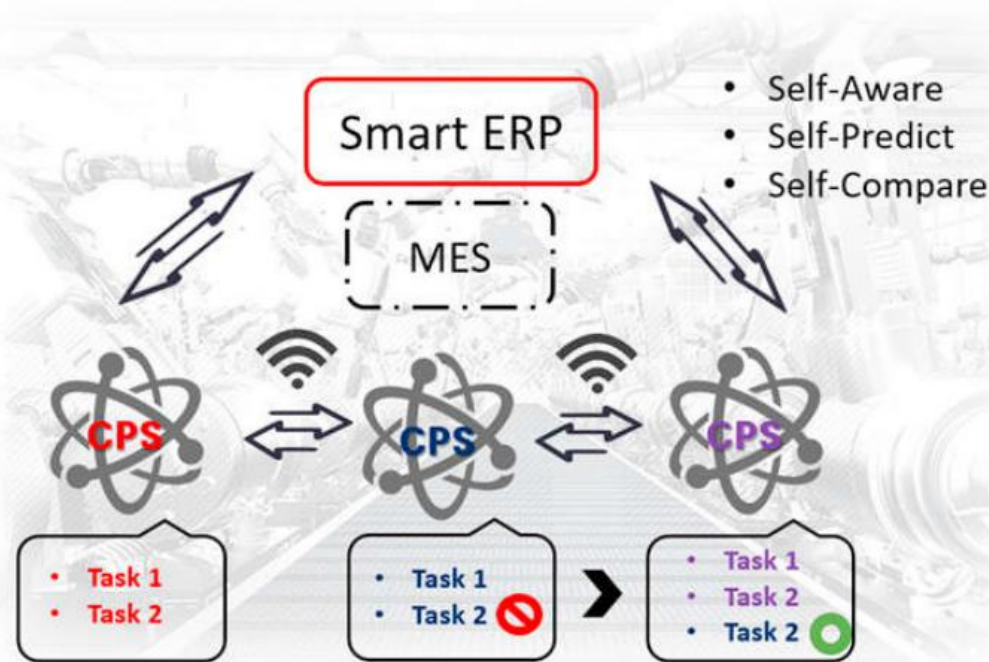 Smart ERP
MES
• Self-Aware
• Self-Predict
• Self-Compare
CPS
CPS
CPS
• Task 1
• Task 2
• Task 1
• Task 2
• Task 1
• Task 2
• Task 2